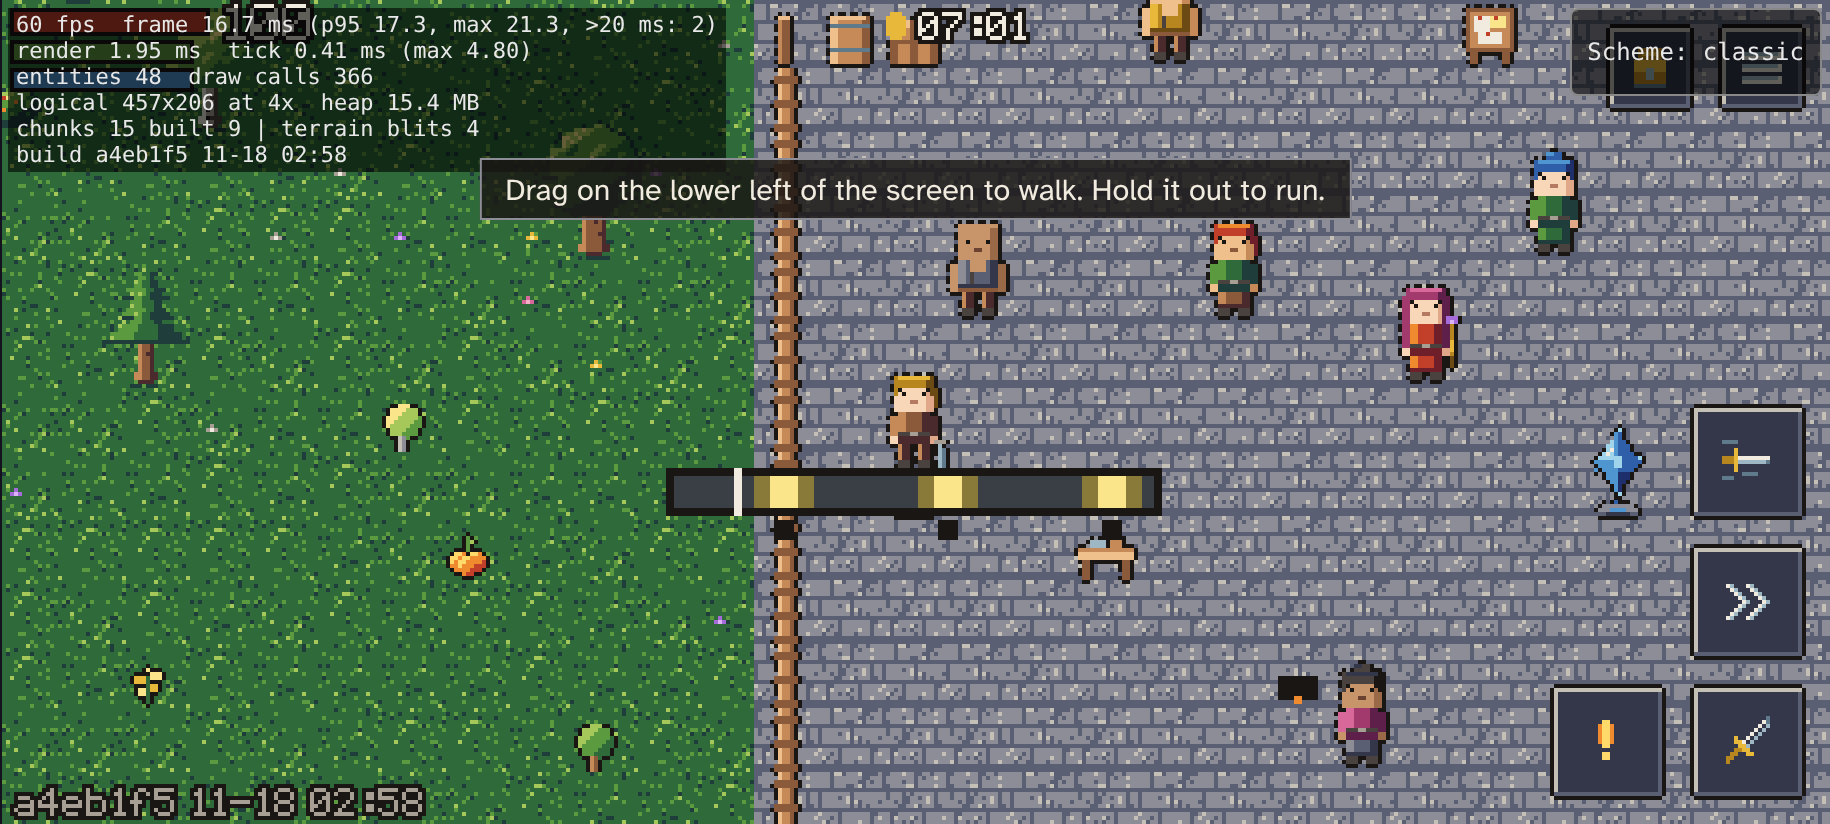 60 fps  frame 16.7 ms (p95 17.3, max 21.3, >20 ms: 2)
render 1.95 ms  tick 0.41 ms (max 4.80)
entities 48  draw calls 366
logical 457x206 at 4x  heap 15.4 MB
chunks 15 built 9 | terrain blits 4
build a4eb1f5 11-18 02:58
07:01
Scheme: classic
Drag on the lower left of the screen to walk. Hold it out to run.
a4eb1f5 11-18 02:58